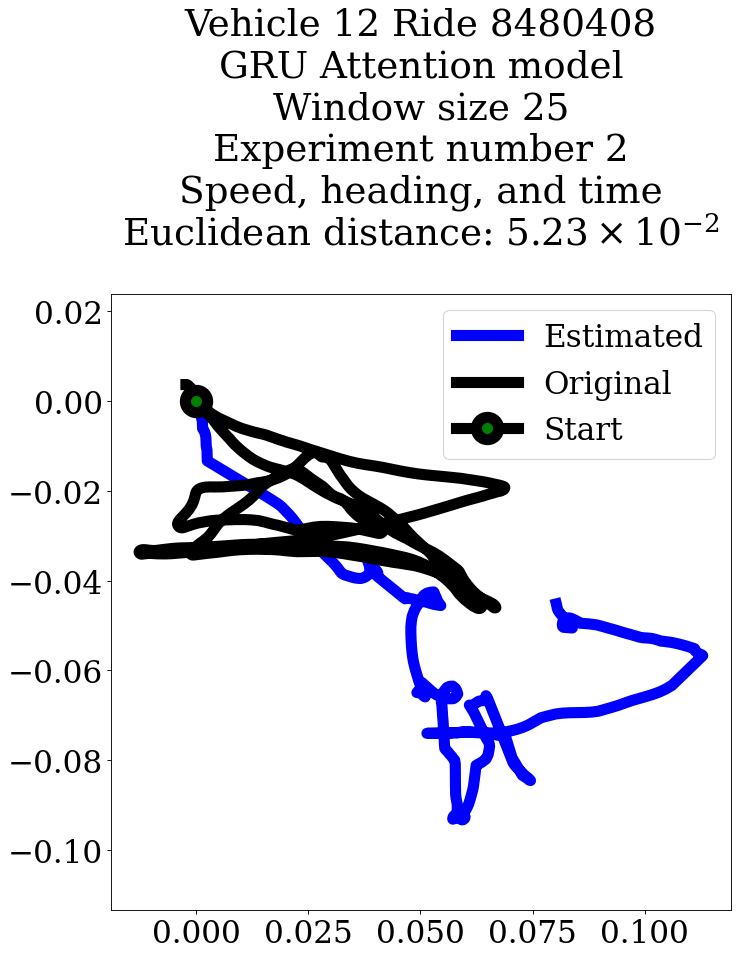 Vehicle 12 Ride 8480408
GRU Attention model
Window size 25
Experiment number 2
Speed, heading, and time
Euclidean distance: 5.23 × 10⁻²
0.02
0.00
−0.02
−0.04
−0.06
−0.08
−0.10
Estimated
Original
Start
0.000 0.025 0.050 0.075 0.100